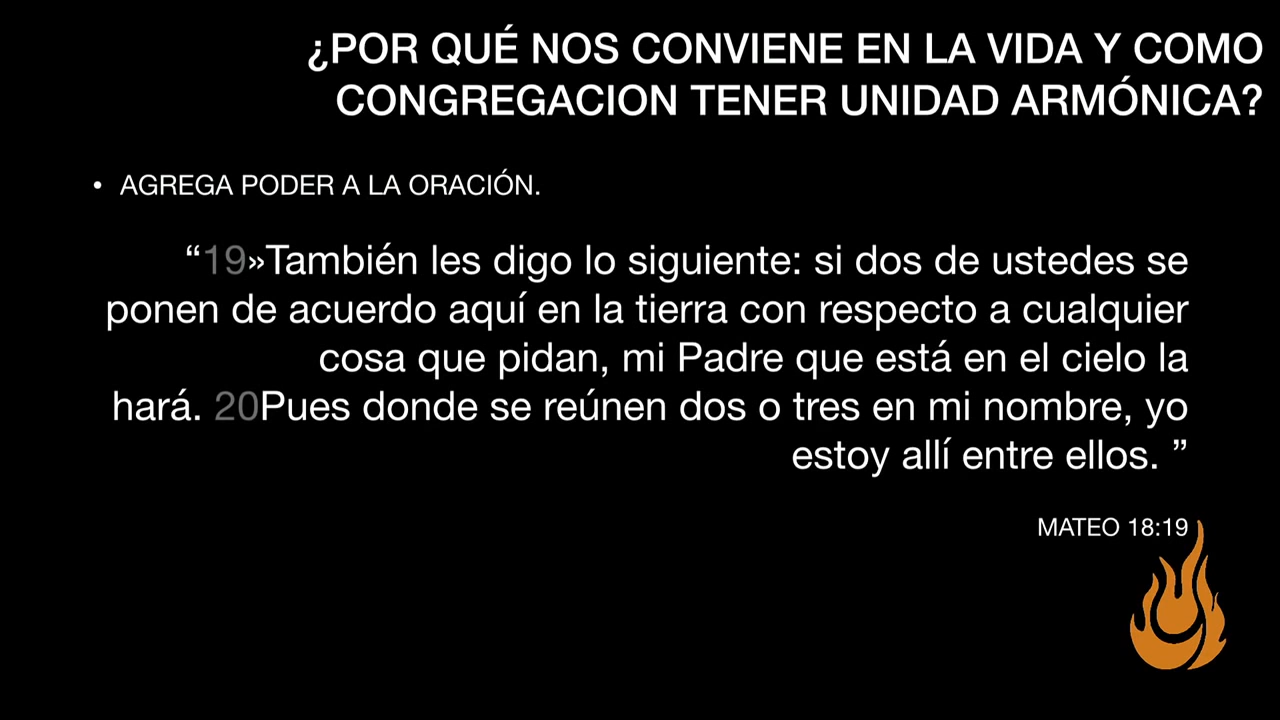 ¿POR QUÉ NOS CONVIENE EN LA VIDA Y COMO
CONGREGACION TENER UNIDAD ARMÓNICA?
• AGREGA PODER A LA ORACIÓN.
“19»También les digo lo siguiente: si dos de ustedes se
ponen de acuerdo aquí en la tierra con respecto a cualquier
cosa que pidan, mi Padre que está en el cielo la
hará. 20Pues donde se reúnen dos o tres en mi nombre, yo
estoy allí entre ellos. ”
MATEO 18:19